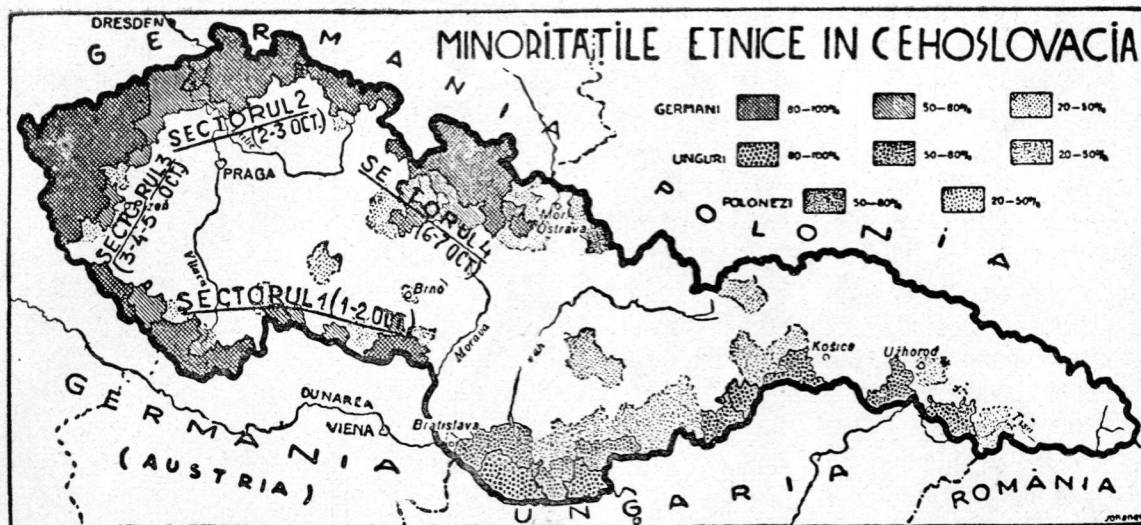 MINORITĂȚILE ETNICE IN CEHOSLOVACIA
GERMANI 80–100% 50–80% 20–50%
UNGURI 80–100% 50–80% 20–50%
POLONEZI 50–80% 20–50%
DRESDEN
GERMANIA
POLONIA
SECTORUL 2
(2-3 OCT.)
PRAGA
SECTORUL 3
(3-4-5 OCT.)
SECTORUL 4
(6-7 OCT.)
Mor.
Ostrava
SECTORUL 1 (1-2 OCT.)
Brno
Morava
Košice
Užhorod
Bratislava
DUNAREA
VIENA
GERMANIA
(AUSTRIA)
UNGARIA
ROMÂNIA